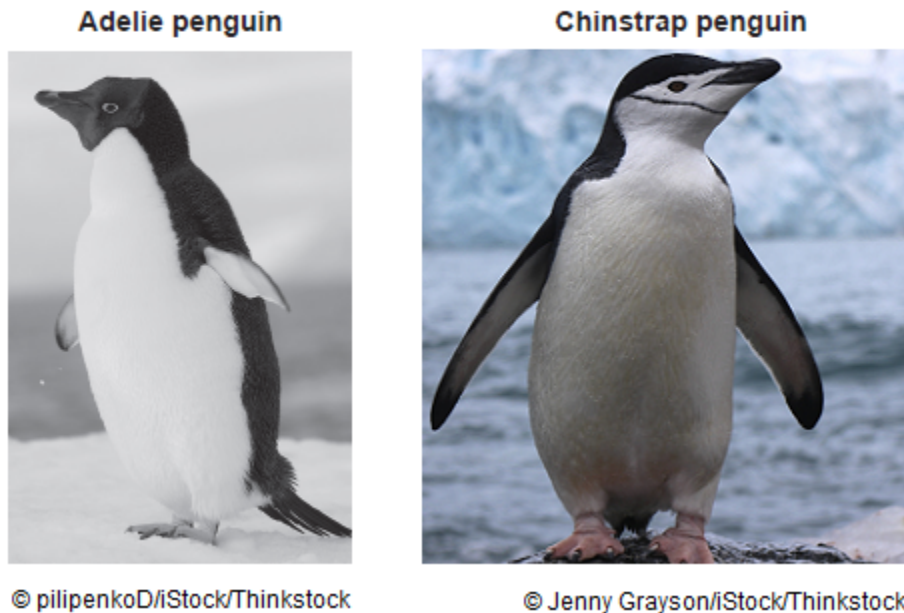 Adelie penguin
Chinstrap penguin
© pilipenkoD/iStock/Thinkstock
© Jenny Grayson/iStock/Thinkstock